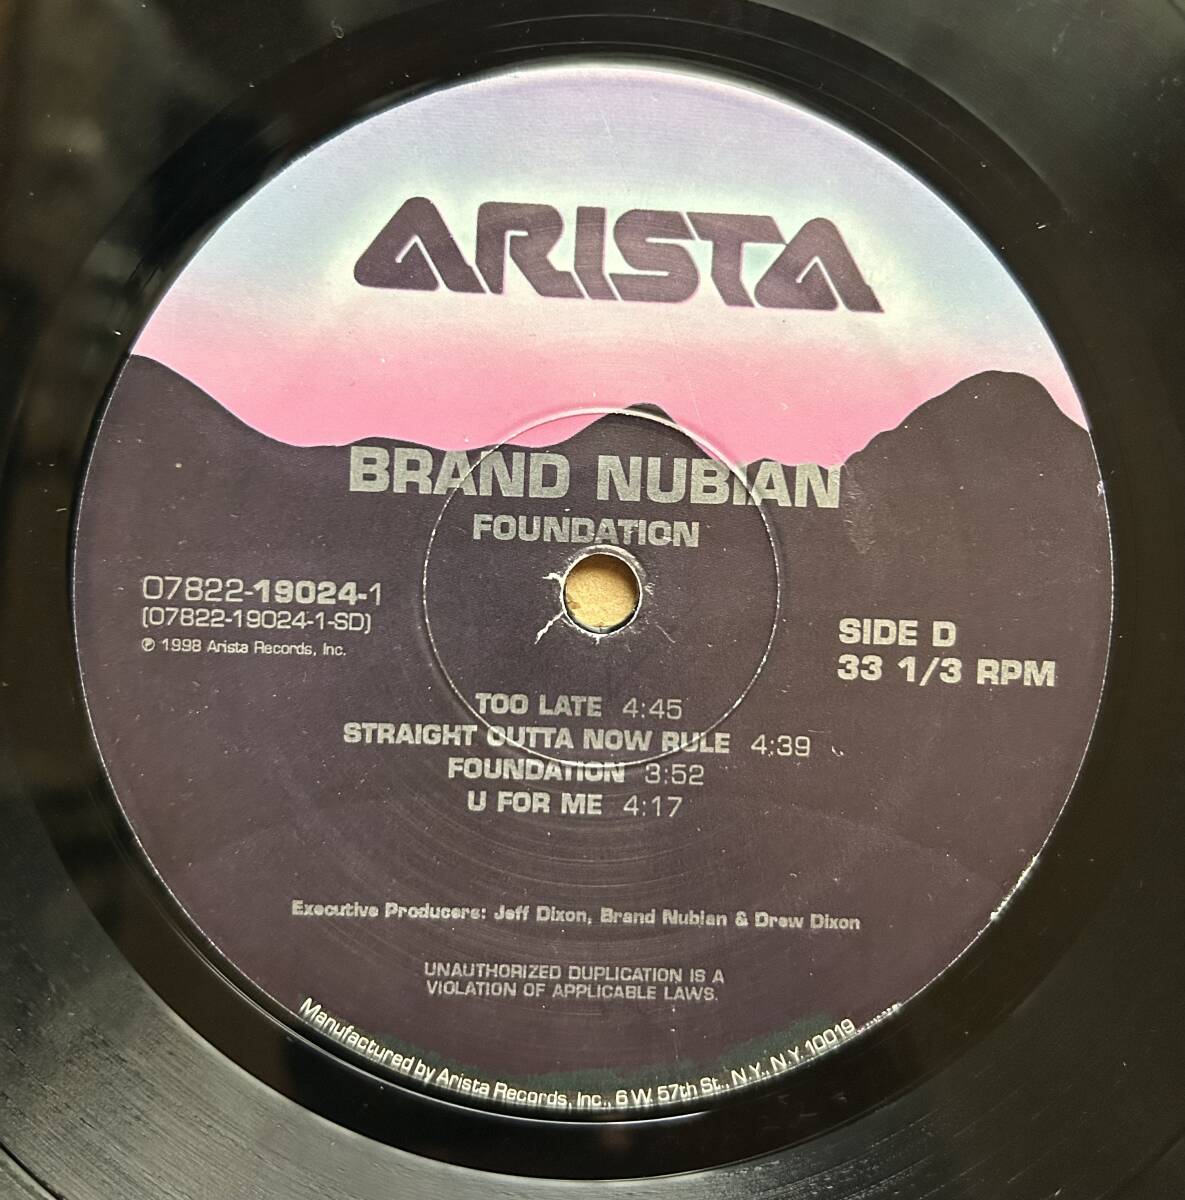 ARISTA
BRAND NUBIAN
FOUNDATION
07822-19024-1
(07822-19024-1-SD)
℗ 1998 Arista Records, Inc.
SIDE D
33 1/3 RPM
TOO LATE 4:45
STRAIGHT OUTTA NOW RULE 4:39
FOUNDATION 3:52
U FOR ME 4:17
Executive Producers: Jeff Dixon, Brand Nubian & Drew Dixon
UNAUTHORIZED DUPLICATION IS A
VIOLATION OF APPLICABLE LAWS.
Manufactured by Arista Records, Inc., 6 W. 57th St., N.Y., N.Y. 10019